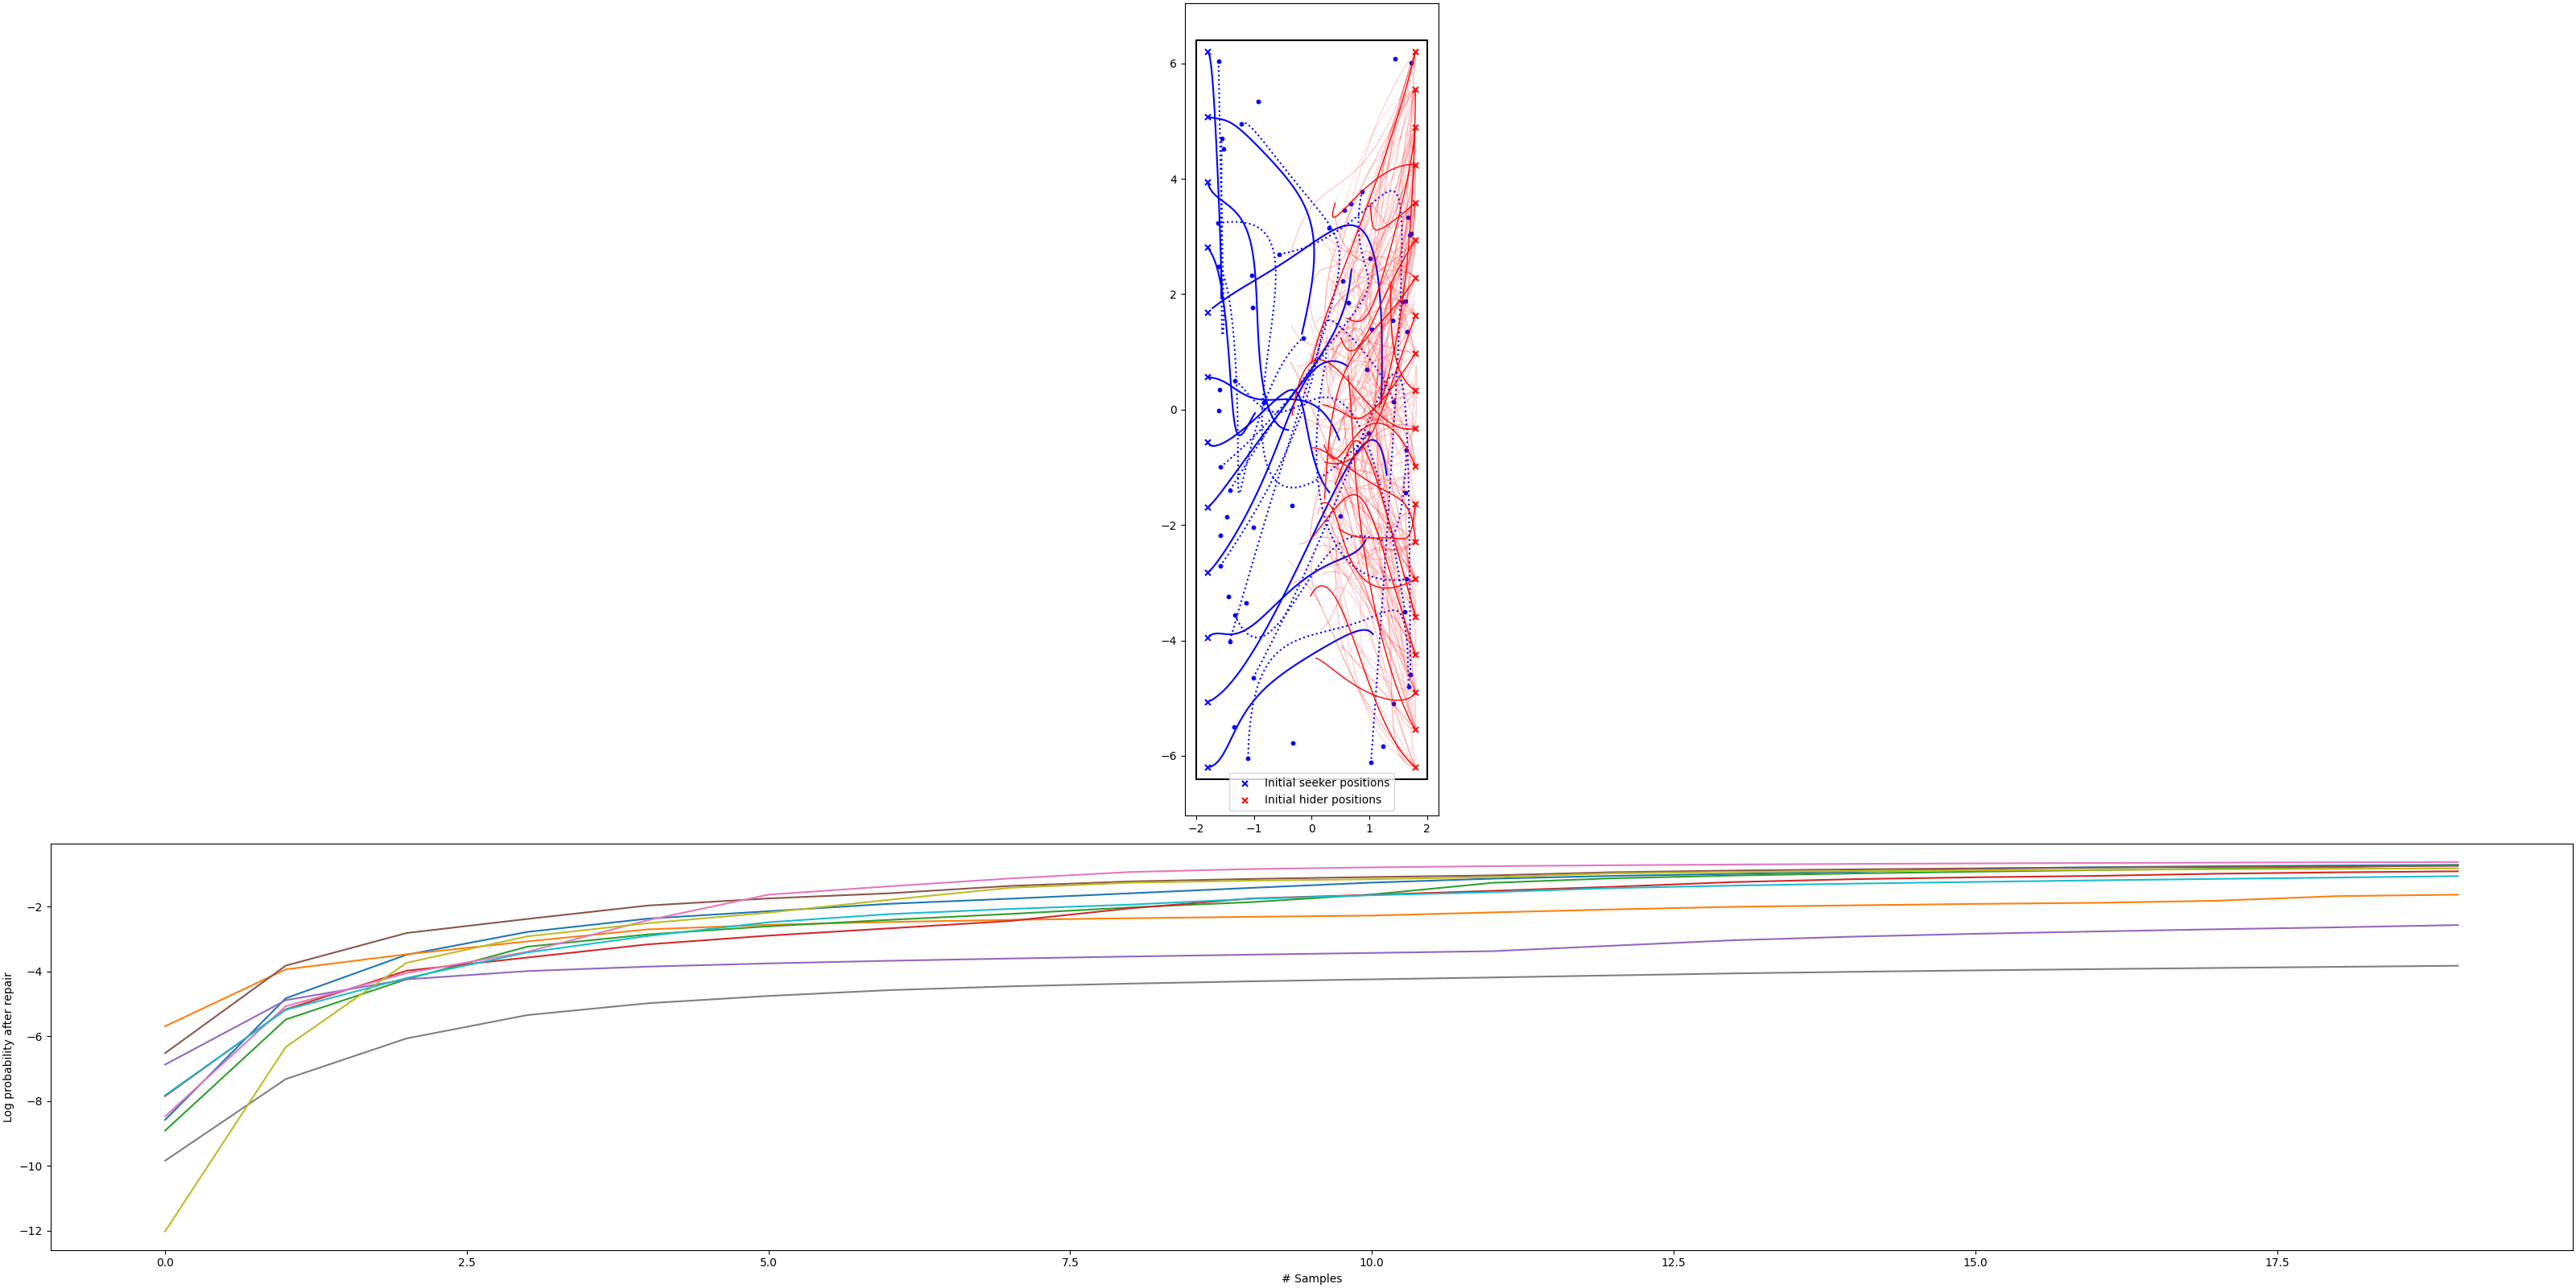 6
4
2
0
−2
−4
−6
Initial seeker positions
Initial hider positions
−2 −1 0 1 2
Log probability after repair
−2
−4
−6
−8
−10
−12
0.0 2.5 5.0 7.5 10.0 12.5 15.0 17.5
# Samples